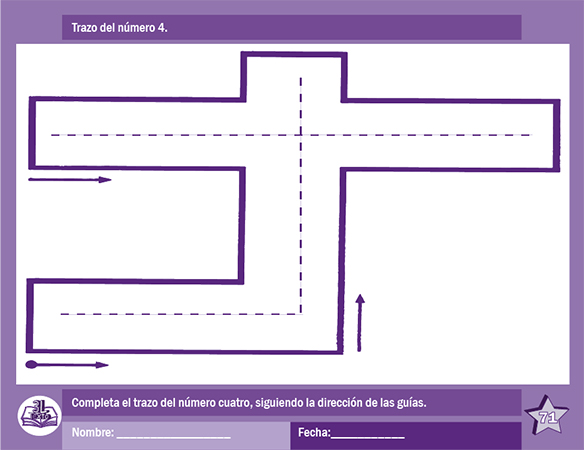 Trazo del número 4.
Completa el trazo del número cuatro, siguiendo la dirección de las guías.
71
Nombre: ___________________ Fecha:____________